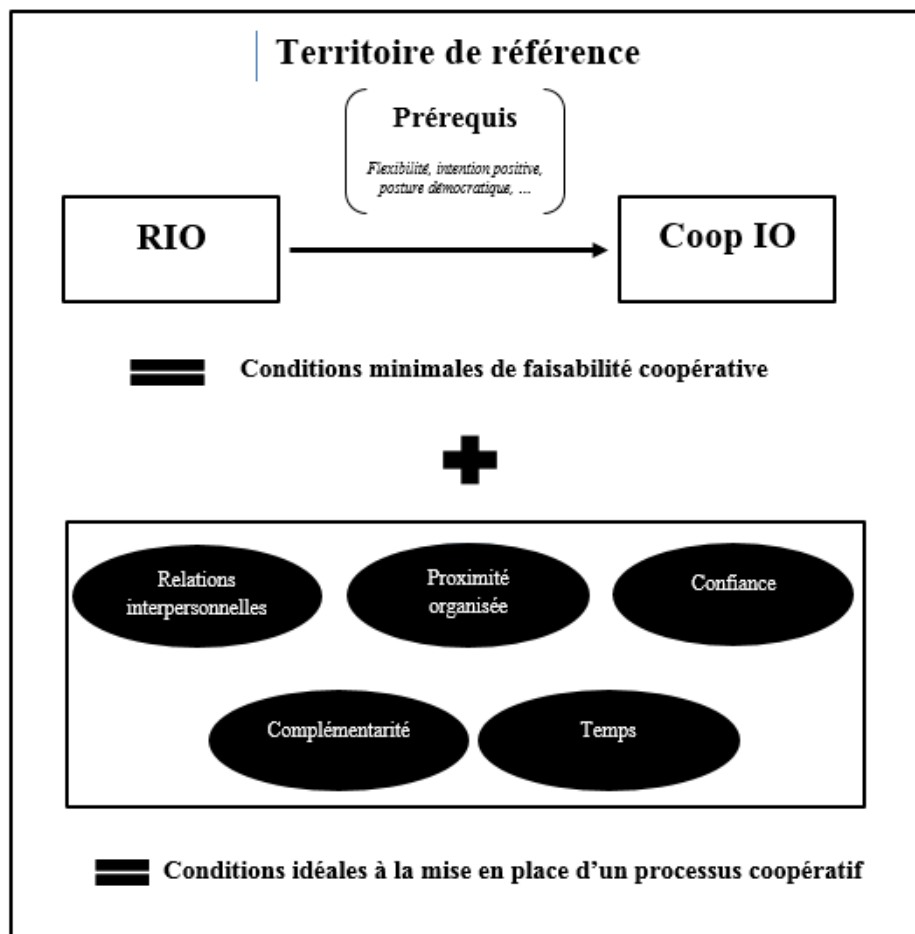 Territoire de référence
Prérequis
Flexibilité, intention positive,
posture démocratique, ...
RIO
Coop IO
Conditions minimales de faisabilité coopérative
Relations
interpersonnelles
Proximité
organisée
Confiance
Complémentarité
Temps
Conditions idéales à la mise en place d'un processus coopératif